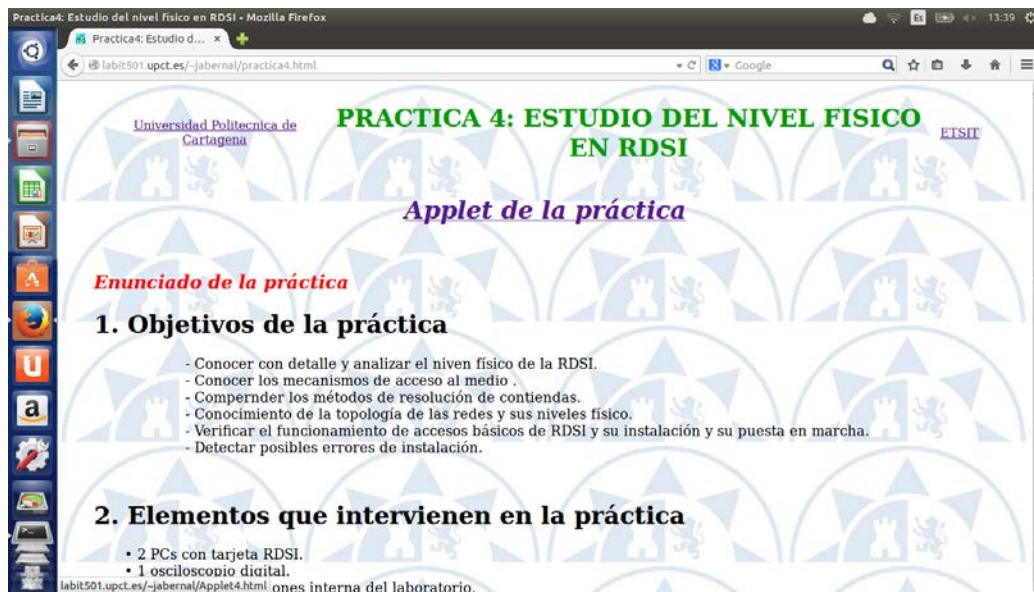 Practica4: Estudio del nivel físico en RDSI - Mozilla Firefox
Es
13:39
Practica4: Estudio d... ×
labit501.upct.es/~jabernal/practica4.html
Google
Universidad Politecnica de
Cartagena
PRACTICA 4: ESTUDIO DEL NIVEL FISICO
EN RDSI
ETSIT
Applet de la práctica
Enunciado de la práctica
1. Objetivos de la práctica
- Conocer con detalle y analizar el niven físico de la RDSI.
- Conocer los mecanismos de acceso al medio .
- Compernder los métodos de resolución de contiendas.
- Conocimiento de la topología de las redes y sus niveles físico.
- Verificar el funcionamiento de accesos básicos de RDSI y su instalación y su puesta en marcha.
- Detectar posibles errores de instalación.
2. Elementos que intervienen en la práctica
• 2 PCs con tarjeta RDSI.
• 1 osciloscopio digital.
labit501.upct.es/~jabernal/Applet4.html
ones interna del laboratorio.